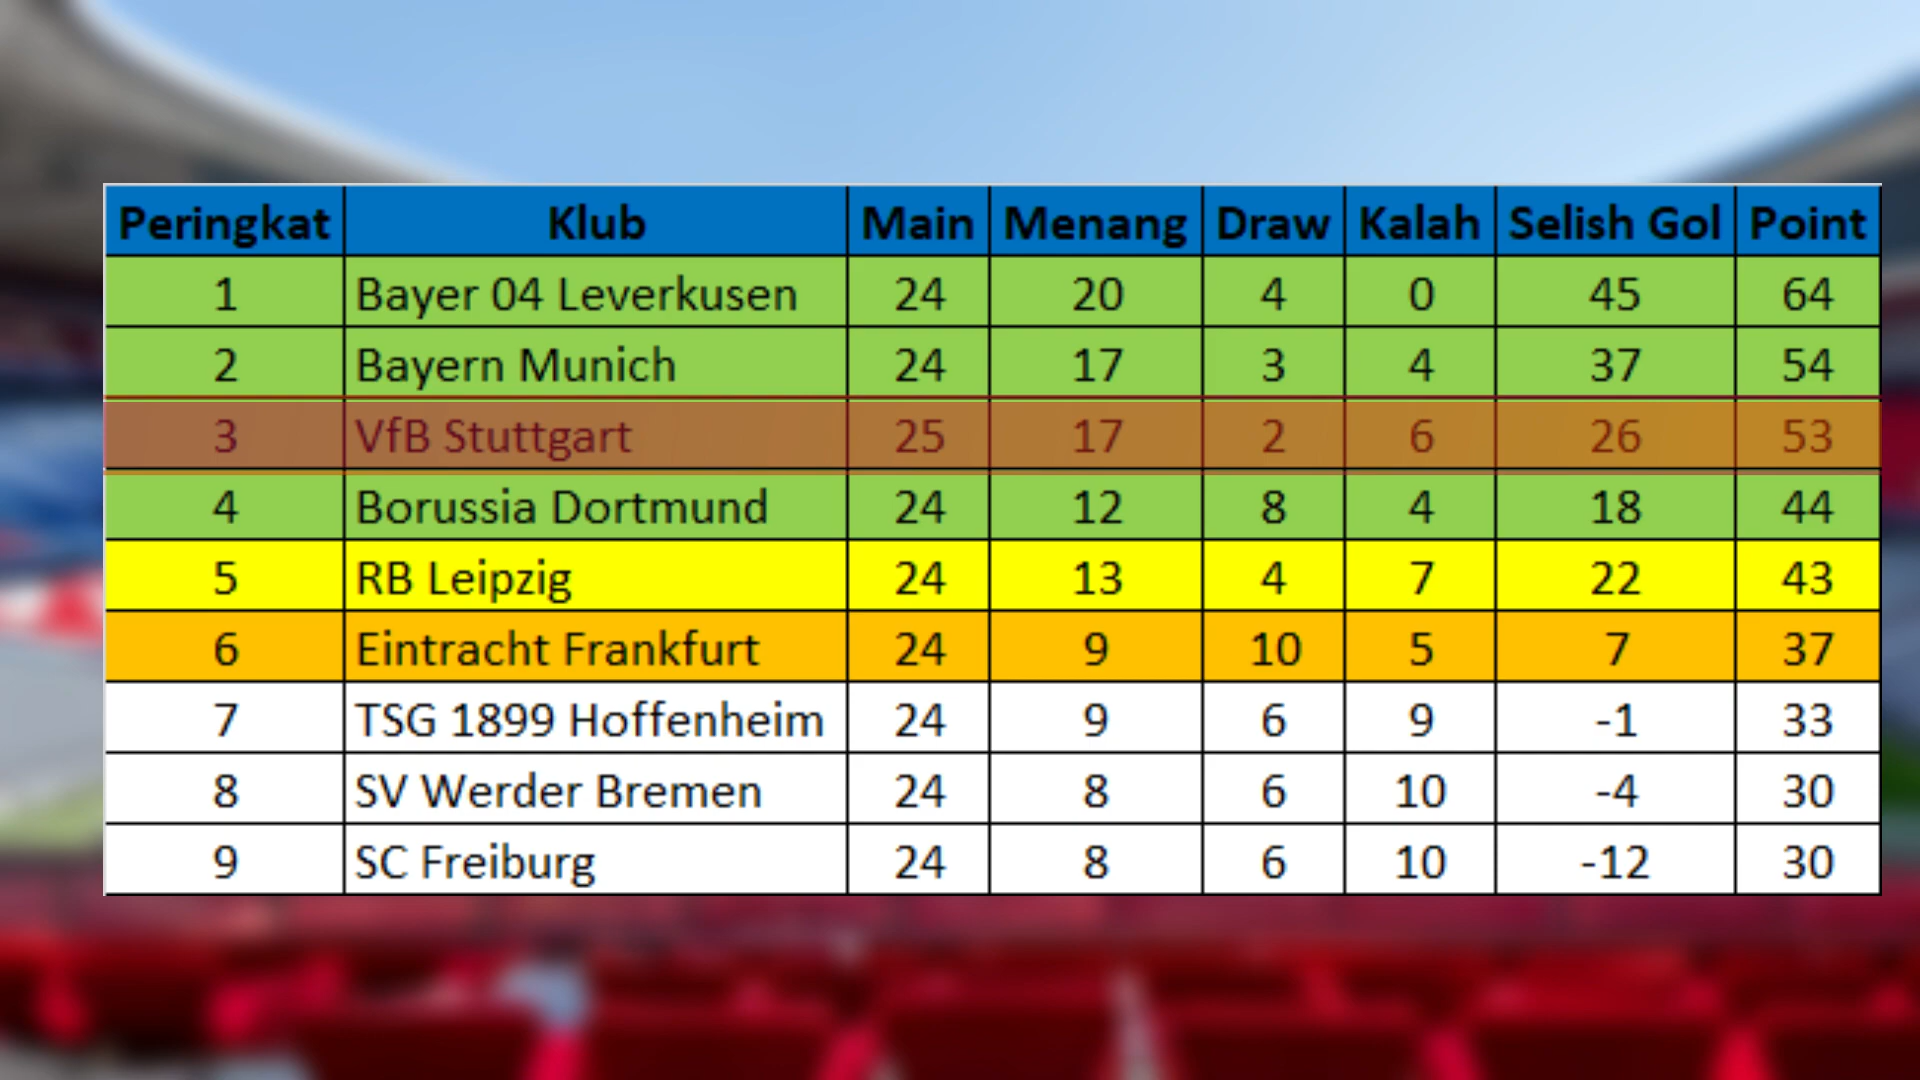 Peringkat Klub Main Menang Draw Kalah Selish Gol Point
1 Bayer 04 Leverkusen 24 20 4 0 45 64
2 Bayern Munich 24 17 3 4 37 54
3 VfB Stuttgart 25 17 2 6 26 53
4 Borussia Dortmund 24 12 8 4 18 44
5 RB Leipzig 24 13 4 7 22 43
6 Eintracht Frankfurt 24 9 10 5 7 37
7 TSG 1899 Hoffenheim 24 9 6 9 -1 33
8 SV Werder Bremen 24 8 6 10 -4 30
9 SC Freiburg 24 8 6 10 -12 30